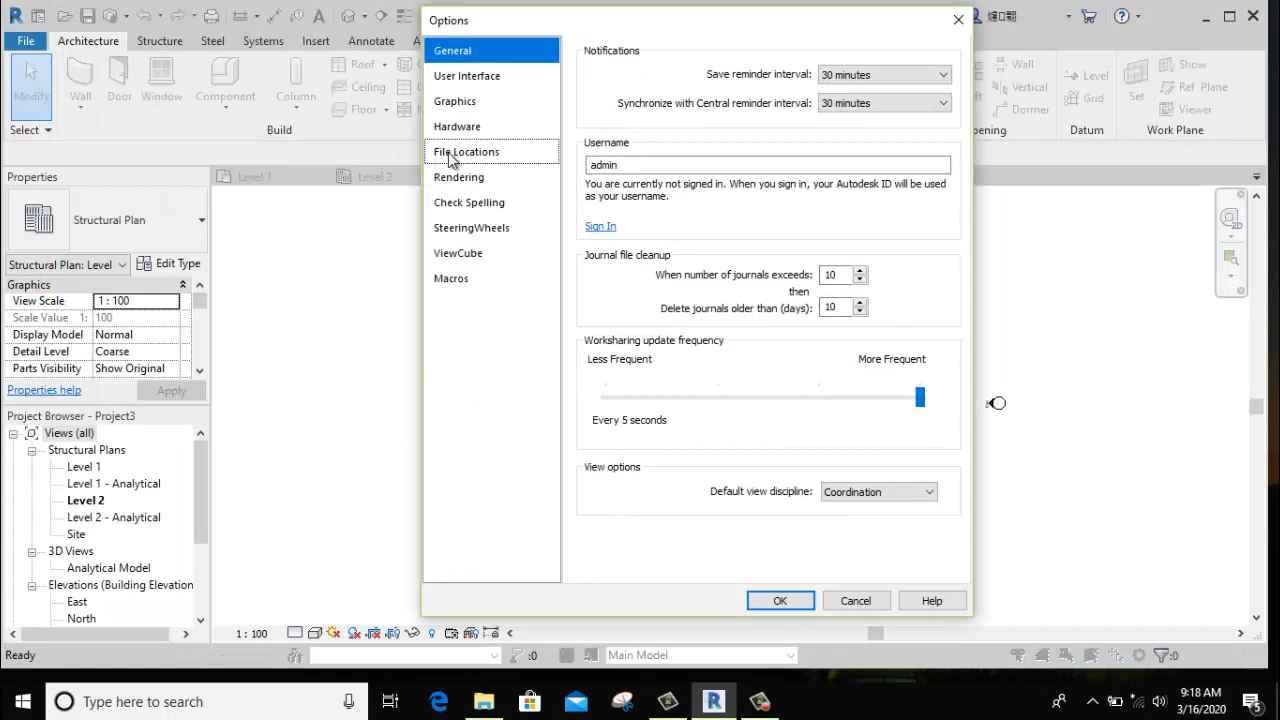 Options
File
Architecture
Structure
Steel
Systems
Insert
Annotate
Modify
Wall
Door
Window
Component
Column
Ceiling
Floor
Level
Grid
Show
Ref Plane
Viewer
Vertical
Dormer
Select
Build
Opening
Datum
Work Plane
Properties
Level 1
Level 2
Structural Plan
Structural Plan: Level
Edit Type
Graphics
View Scale
1 : 100
Scale Value 1:
100
Display Model
Normal
Detail Level
Coarse
Parts Visibility
Show Original
Properties help
Apply
Project Browser - Project3
Views (all)
Structural Plans
Level 1
Level 1 - Analytical
Level 2
Level 2 - Analytical
Site
3D Views
Analytical Model
Elevations (Building Elevation
East
North
General
User Interface
Graphics
Hardware
File Locations
Rendering
Check Spelling
SteeringWheels
ViewCube
Macros
Notifications
Save reminder interval:
30 minutes
Synchronize with Central reminder interval:
30 minutes
Username
admin
You are currently not signed in. When you sign in, your Autodesk ID will be used
as your username.
Sign In
Journal file cleanup
When number of journals exceeds:
10
then
Delete journals older than (days):
10
Worksharing update frequency
Less Frequent
More Frequent
Every 5 seconds
View options
Default view discipline:
Coordination
OK
Cancel
Help
2D
1 : 100
Ready
:0
Main Model
:0
Type here to search
9:18 AM
3/16/2020
5